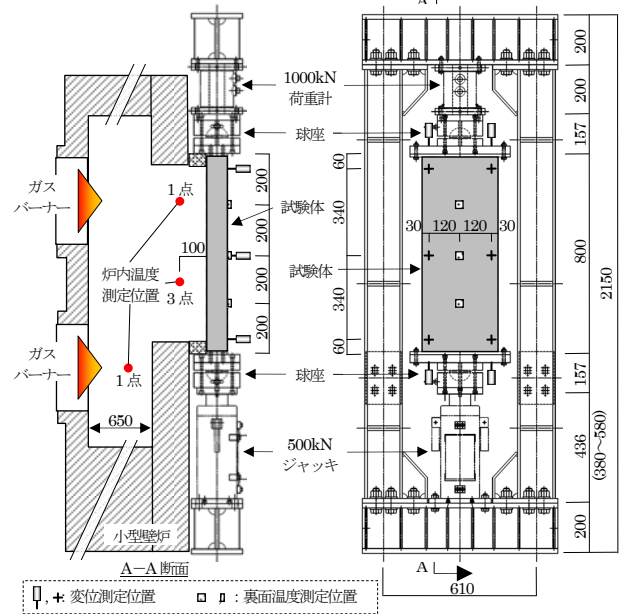 A
1000kN
荷重計
球座
ガス
バーナー
1点
100
炉内温度
測定位置
3点
ガス
バーナー
1点
650
小型壁炉
A－A 断面
200
200
200
200
試験体
試験体
球座
500kN
ジャッキ
60
340
340
60
30
120
120
30
200
200
157
800
157
436
(380～580)
200
2150
A
610
, : 変位測定位置
: 裏面温度測定位置